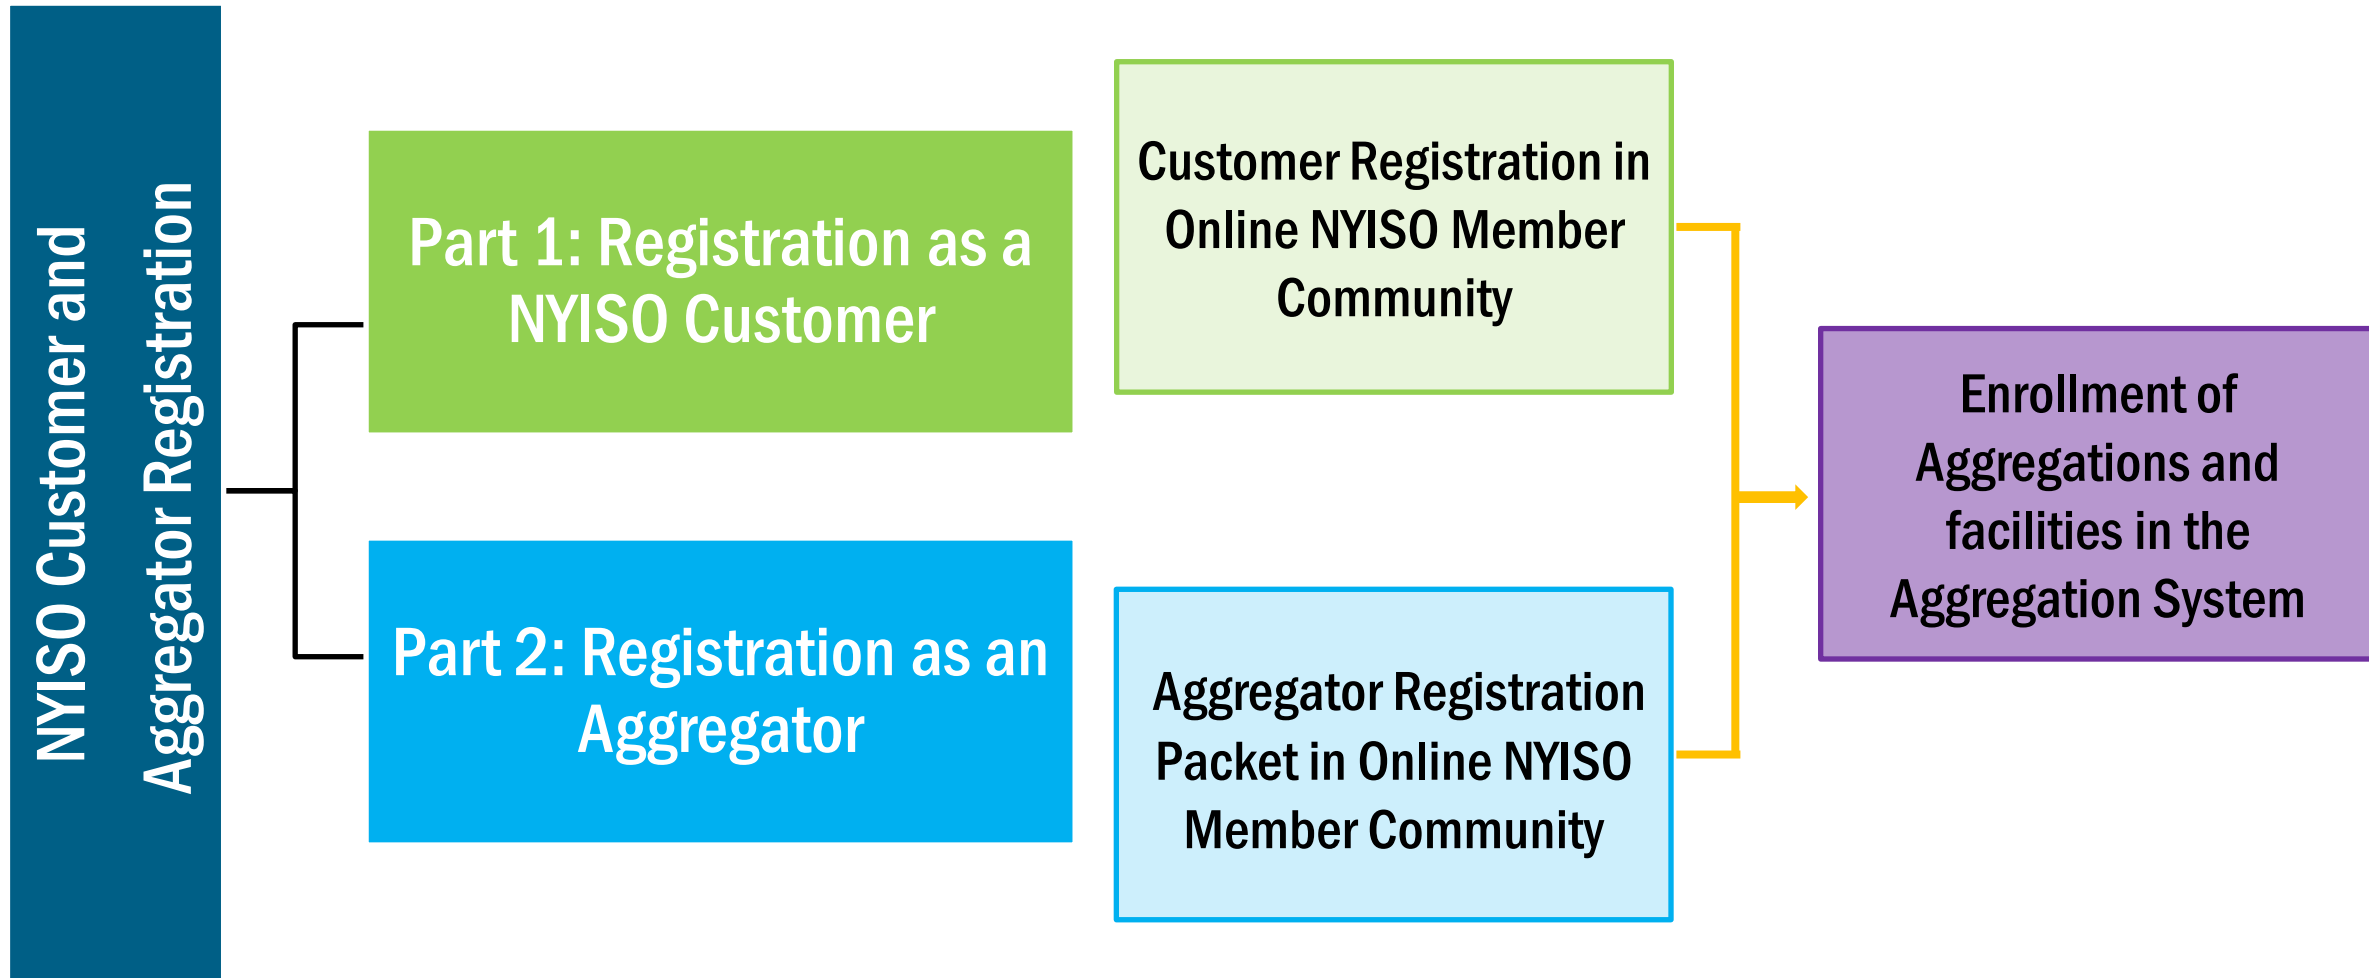 NYISO Customer and
Aggregator Registration
Part 1: Registration as a
NYISO Customer
Part 2: Registration as an
Aggregator
Customer Registration in
Online NYISO Member
Community
Aggregator Registration
Packet in Online NYISO
Member Community
Enrollment of
Aggregations and
facilities in the
Aggregation System